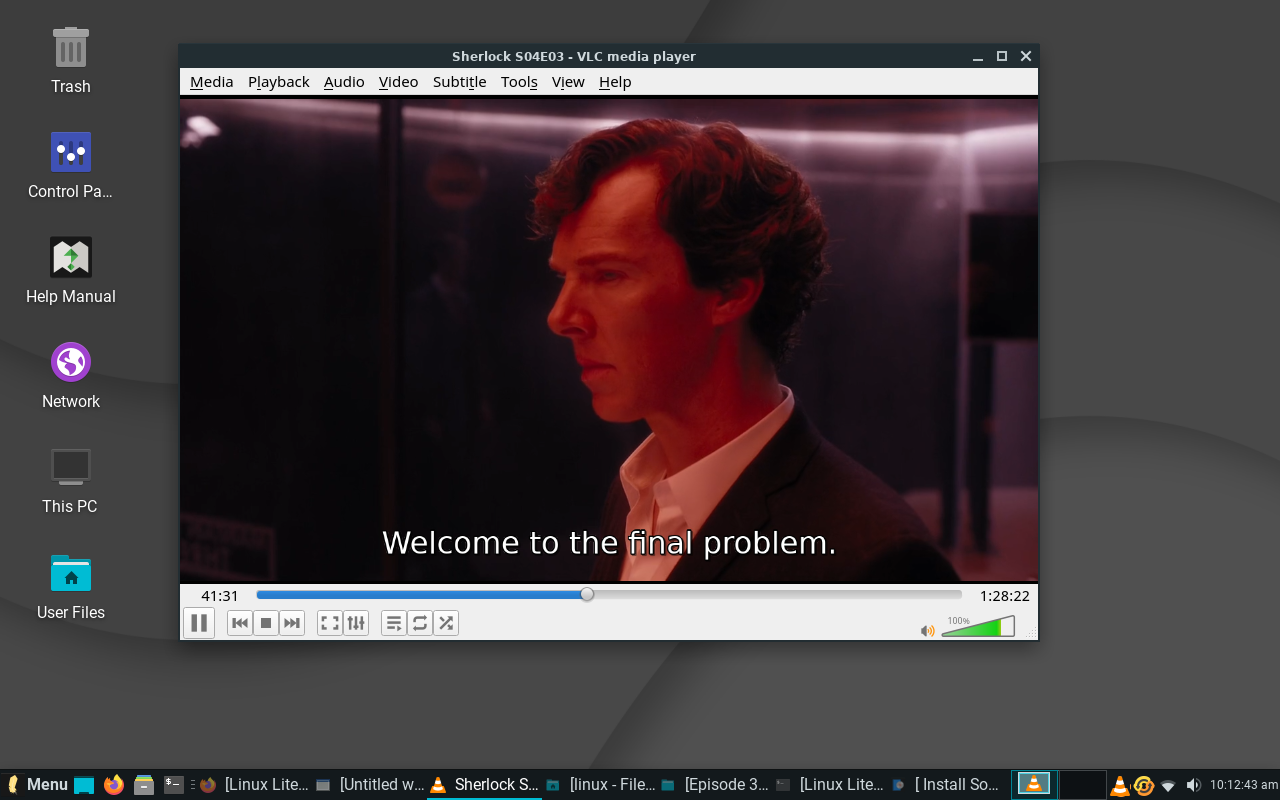 Trash
Control Pa...
Help Manual
Network
This PC
User Files
Sherlock S04E03 - VLC media player
Media Playback Audio Video Subtitle Tools View Help
Welcome to the final problem.
41:31
1:28:22
100%
Menu
[Linux Lite...
[Untitled w...
Sherlock S...
[linux - File...
[Episode 3...
[Linux Lite...
[ Install So...
10:12:43 am